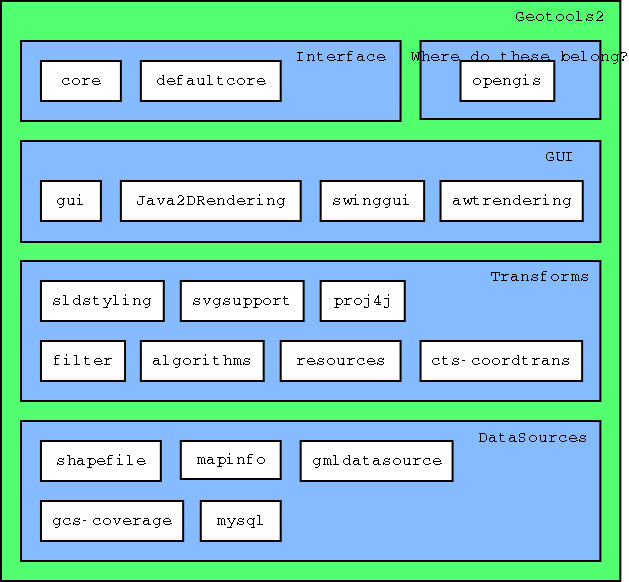 Geotools2
Interface
core
defaultcore
Where do these belong?
opengis
GUI
gui
Java2DRendering
swinggui
awtrendering
Transforms
sldstyling
svgsupport
proj4j
filter
algorithms
resources
cts-coordtrans
DataSources
shapefile
mapinfo
gmldatasource
gcs-coverage
mysql